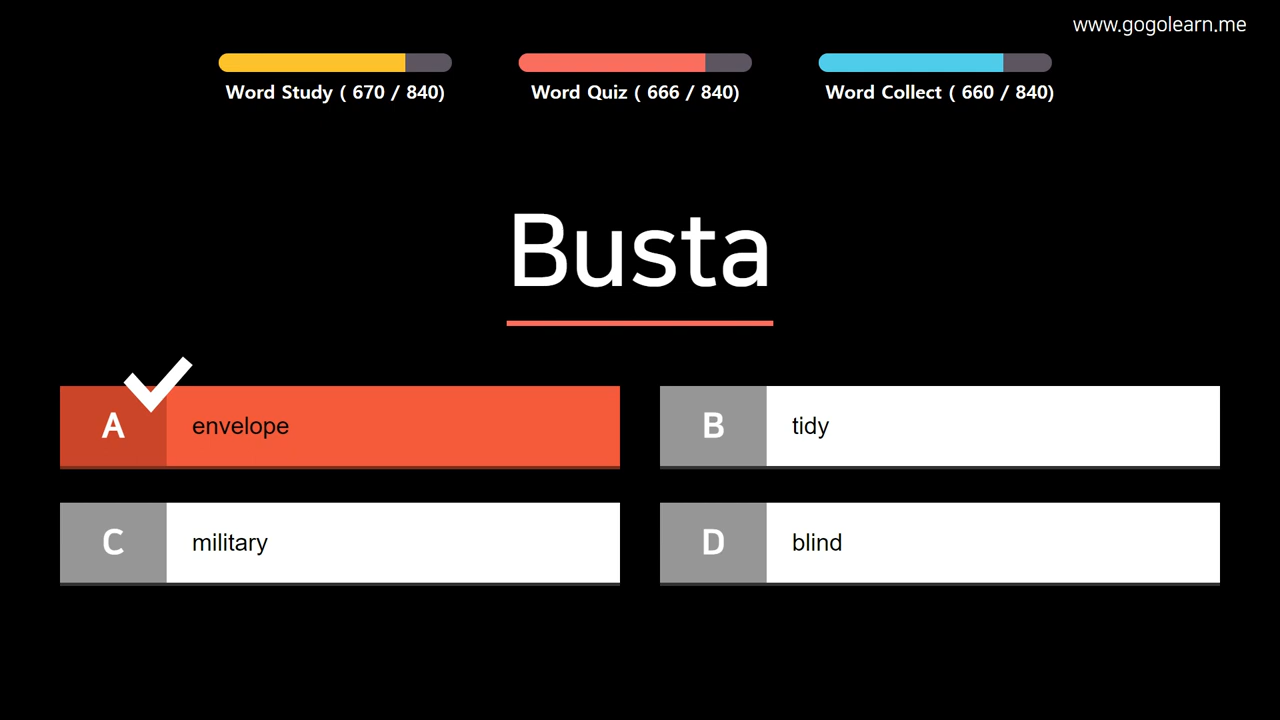 www.gogolearn.me
Word Study ( 670 / 840)
Word Quiz ( 666 / 840)
Word Collect ( 660 / 840)
Busta
A envelope
B tidy
C military
D blind